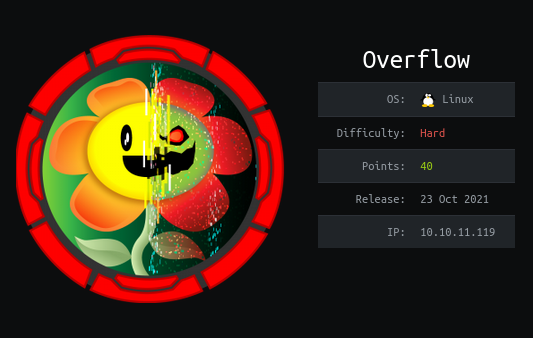 Overflow
OS: Linux
Difficulty: Hard
Points: 40
Release: 23 Oct 2021
IP: 10.10.11.119